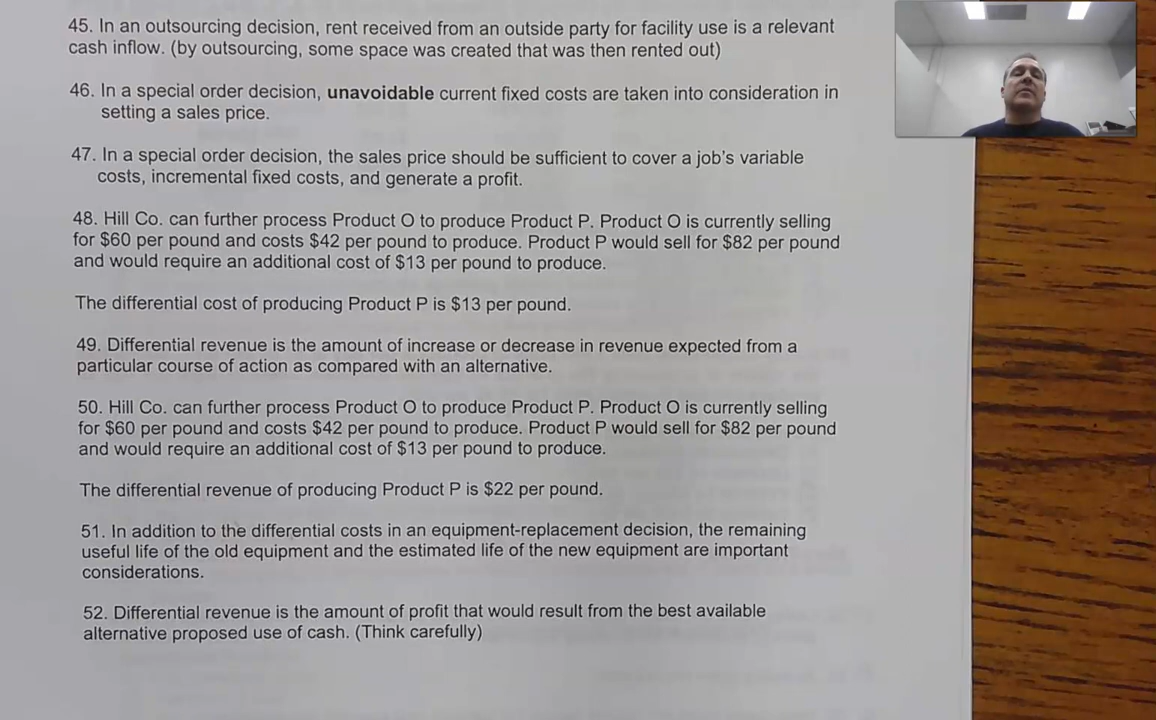 45. In an outsourcing decision, rent received from an outside party for facility use is a relevant
cash inflow. (by outsourcing, some space was created that was then rented out)
46. In a special order decision, unavoidable current fixed costs are taken into consideration in
setting a sales price.
47. In a special order decision, the sales price should be sufficient to cover a job's variable
costs, incremental fixed costs, and generate a profit.
48. Hill Co. can further process Product O to produce Product P. Product O is currently selling
for $60 per pound and costs $42 per pound to produce. Product P would sell for $82 per pound
and would require an additional cost of $13 per pound to produce.
The differential cost of producing Product P is $13 per pound.
49. Differential revenue is the amount of increase or decrease in revenue expected from a
particular course of action as compared with an alternative.
50. Hill Co. can further process Product O to produce Product P. Product O is currently selling
for $60 per pound and costs $42 per pound to produce. Product P would sell for $82 per pound
and would require an additional cost of $13 per pound to produce.
The differential revenue of producing Product P is $22 per pound.
51. In addition to the differential costs in an equipment-replacement decision, the remaining
useful life of the old equipment and the estimated life of the new equipment are important
considerations.
52. Differential revenue is the amount of profit that would result from the best available
alternative proposed use of cash. (Think carefully)